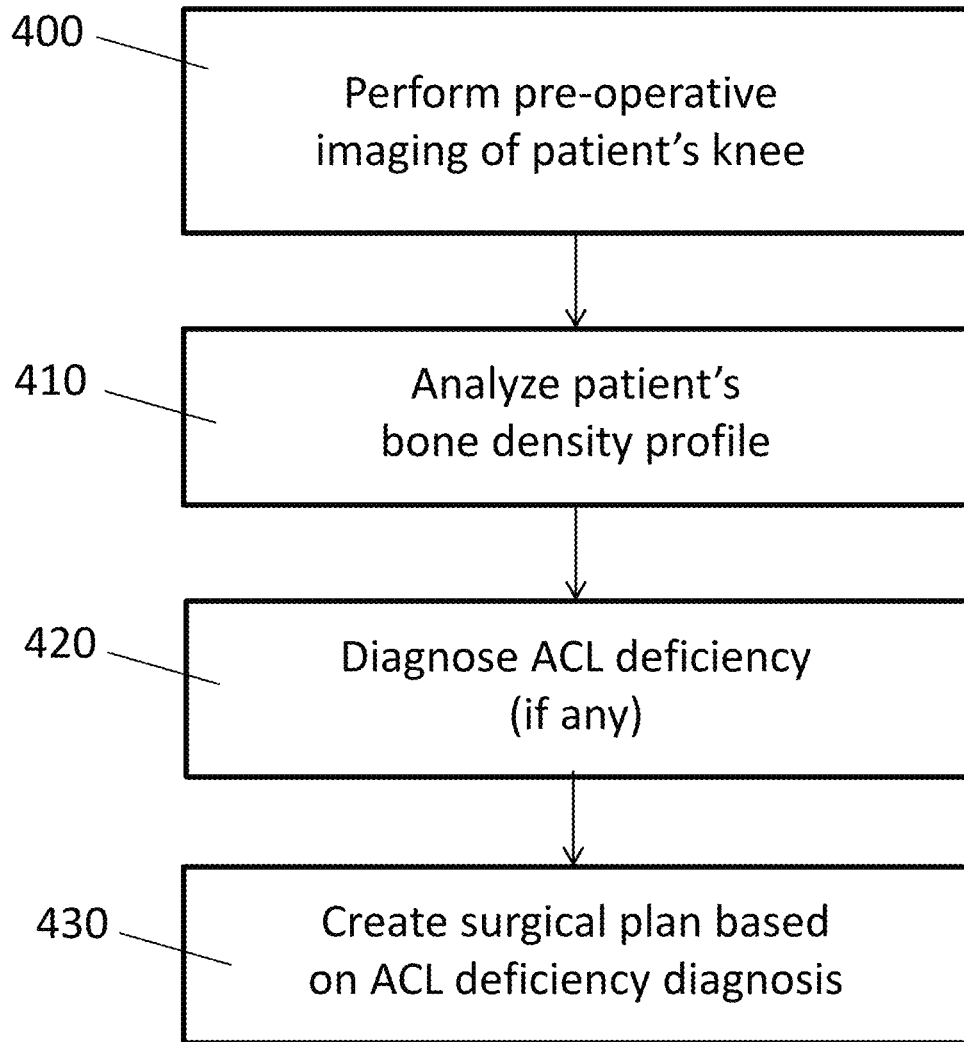 400
Perform pre-operative
imaging of patient's knee
410
Analyze patient's
bone density profile
420
Diagnose ACL deficiency
(if any)
430
Create surgical plan based
on ACL deficiency diagnosis